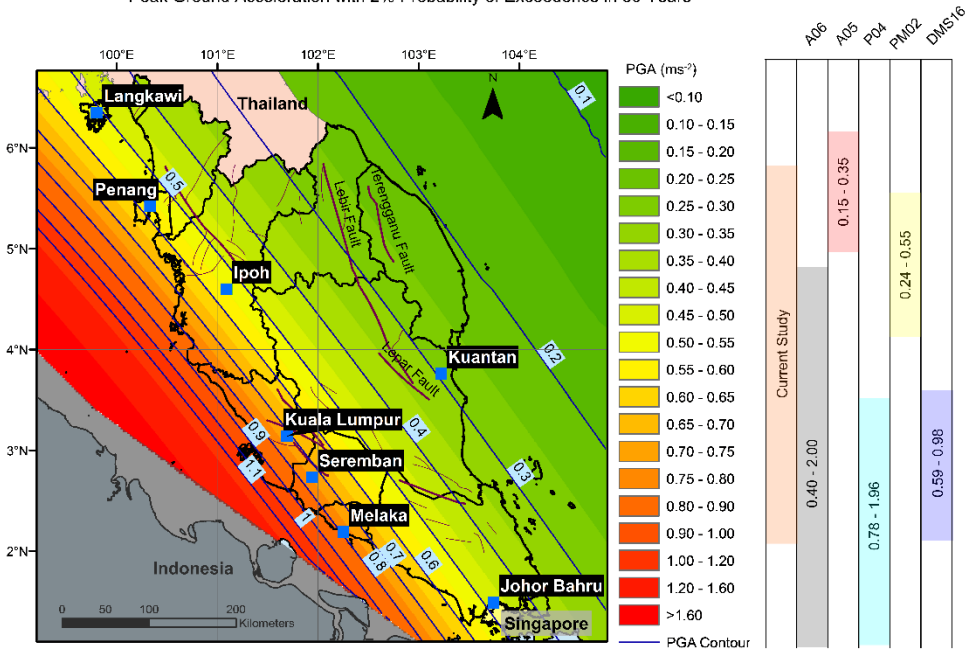 Peak Ground Acceleration with 2% Probability of Exceedence in 50 Years
100°E
101°E
102°E
103°E
104°E
6°N
5°N
4°N
3°N
2°N
N
Langkawi
Thailand
Penang
Ipoh
Kuantan
Kuala Lumpur
Seremban
Melaka
Johor Bahru
Singapore
Indonesia
Lebir Fault
Terengganu Fault
Lepar Fault
0.1
0.5
0.2
0.4
0.3
0.9
1.1
1
0.7
0.8
0.6
0 50 100 200
Kilometers
PGA (ms⁻²)
<0.10
0.10 - 0.15
0.15 - 0.20
0.20 - 0.25
0.25 - 0.30
0.30 - 0.35
0.35 - 0.40
0.40 - 0.45
0.45 - 0.50
0.50 - 0.55
0.55 - 0.60
0.60 - 0.65
0.65 - 0.70
0.70 - 0.75
0.75 - 0.80
0.80 - 0.90
0.90 - 1.00
1.00 - 1.20
1.20 - 1.60
>1.60
PGA Contour
A06
A05
P04
PM02
DMS16
Current Study
0.40 - 2.00
0.15 - 0.35
0.78 - 1.96
0.24 - 0.55
0.59 - 0.98